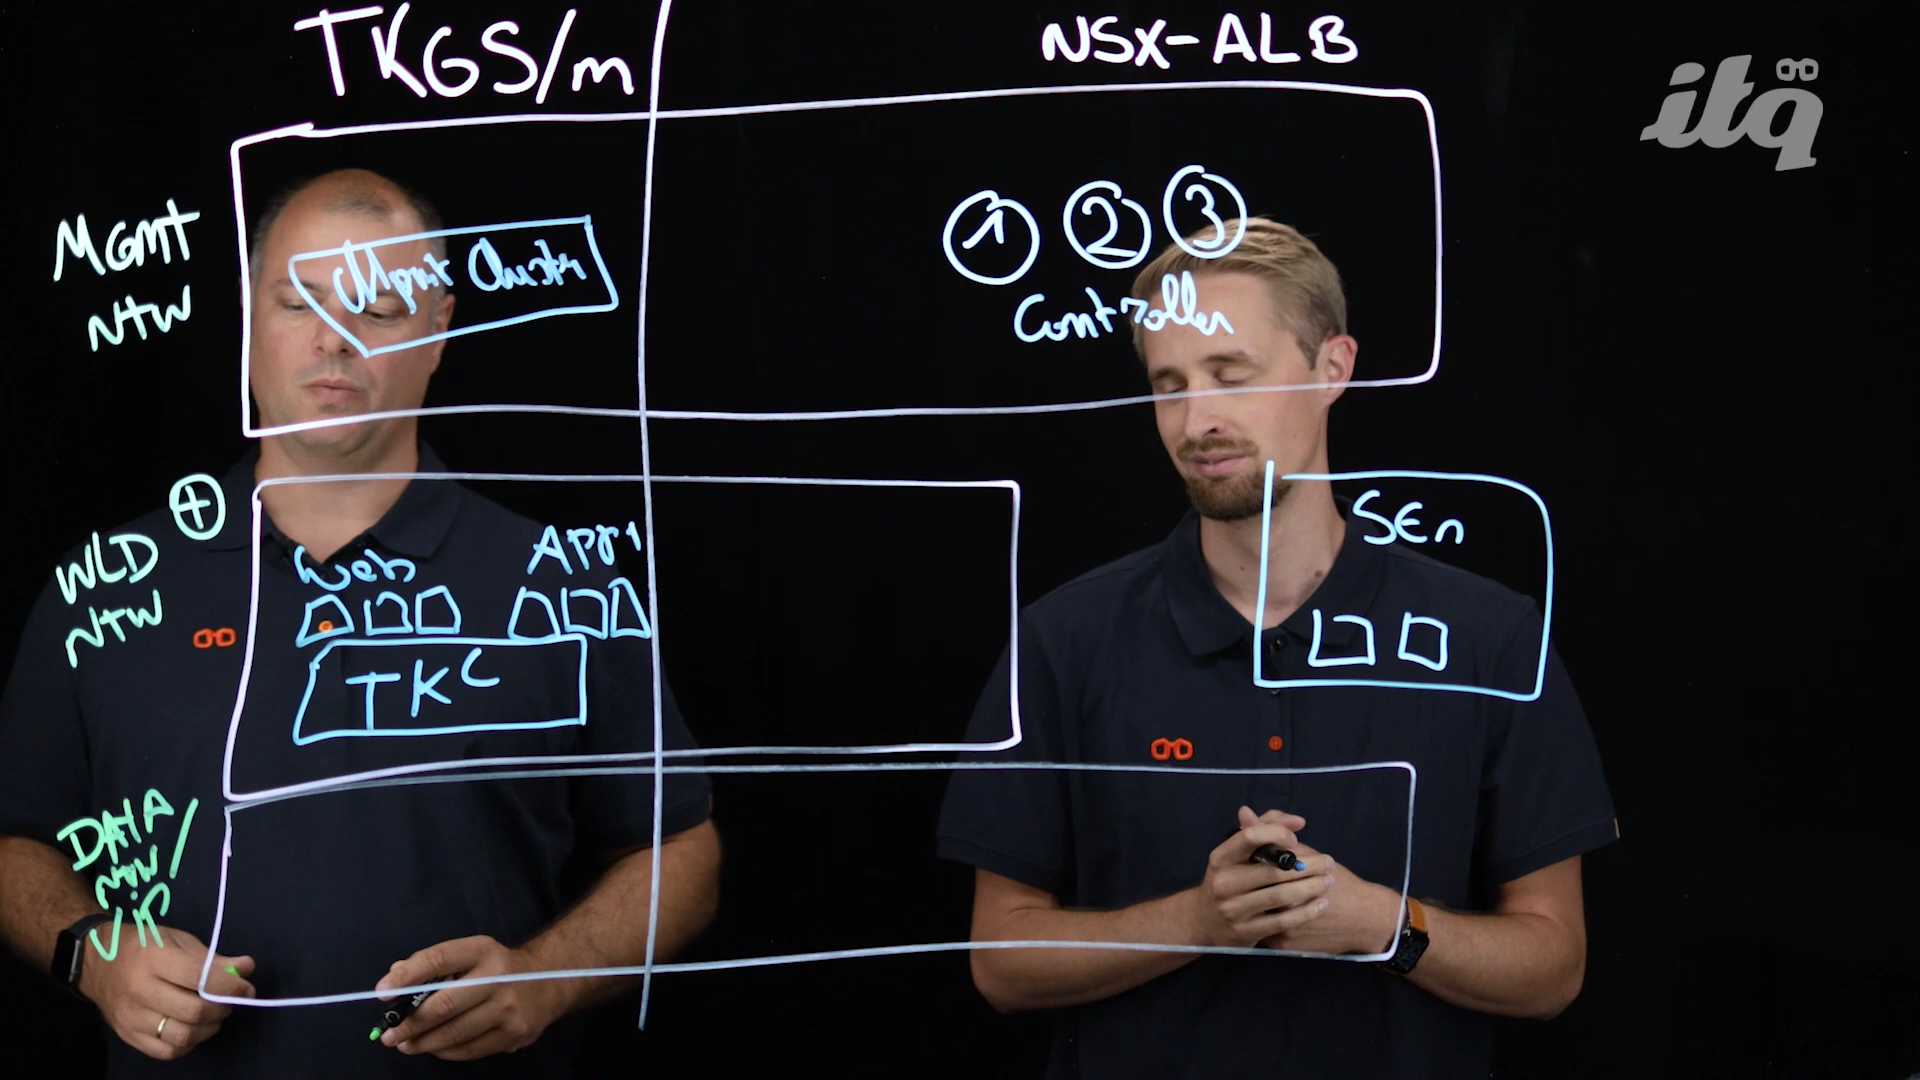 TKGS/m
NSX-ALB
itq
MGMT
NTW
Mgmt Cluster
1 2 3
Controller
+
WLD
NTW
Web
App1
TKC
SEn
DATA
NTW/
VIP